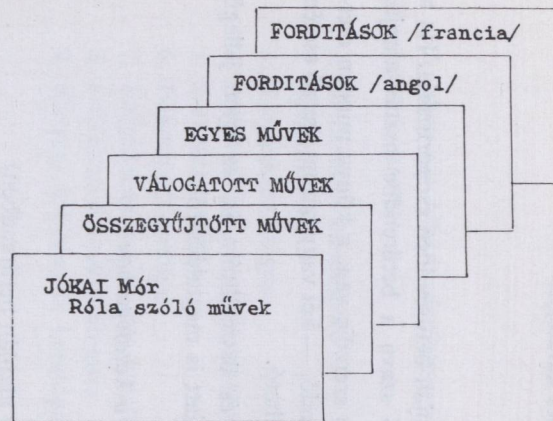 FORDITÁSOK /francia/
FORDITÁSOK /angol/
EGYES MŰVEK
VÁLOGATOTT MŰVEK
ÖSSZEGYŰJTÖTT MŰVEK
JÓKAI Mór
Róla szóló művek